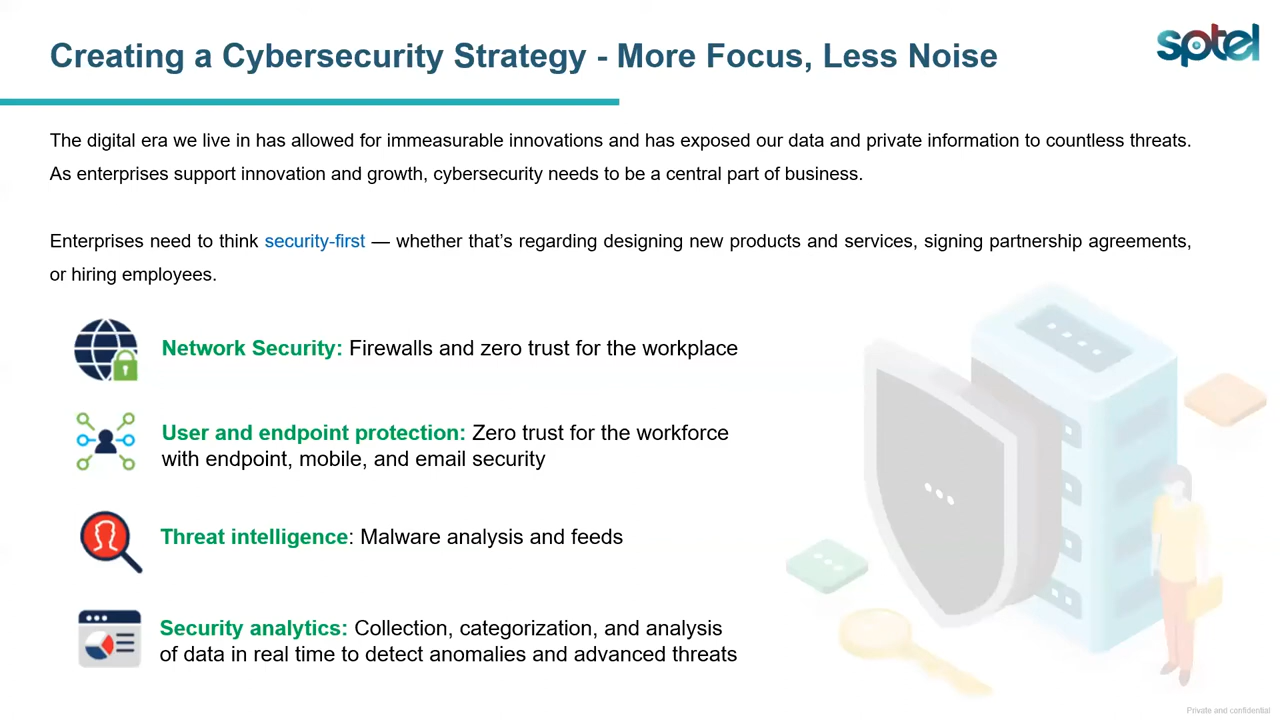 Creating a Cybersecurity Strategy - More Focus, Less Noise
sptel
The digital era we live in has allowed for immeasurable innovations and has exposed our data and private information to countless threats.
As enterprises support innovation and growth, cybersecurity needs to be a central part of business.
Enterprises need to think security-first — whether that’s regarding designing new products and services, signing partnership agreements,
or hiring employees.
Network Security: Firewalls and zero trust for the workplace
User and endpoint protection: Zero trust for the workforce
with endpoint, mobile, and email security
Threat intelligence: Malware analysis and feeds
Security analytics: Collection, categorization, and analysis
of data in real time to detect anomalies and advanced threats
Private and confidential